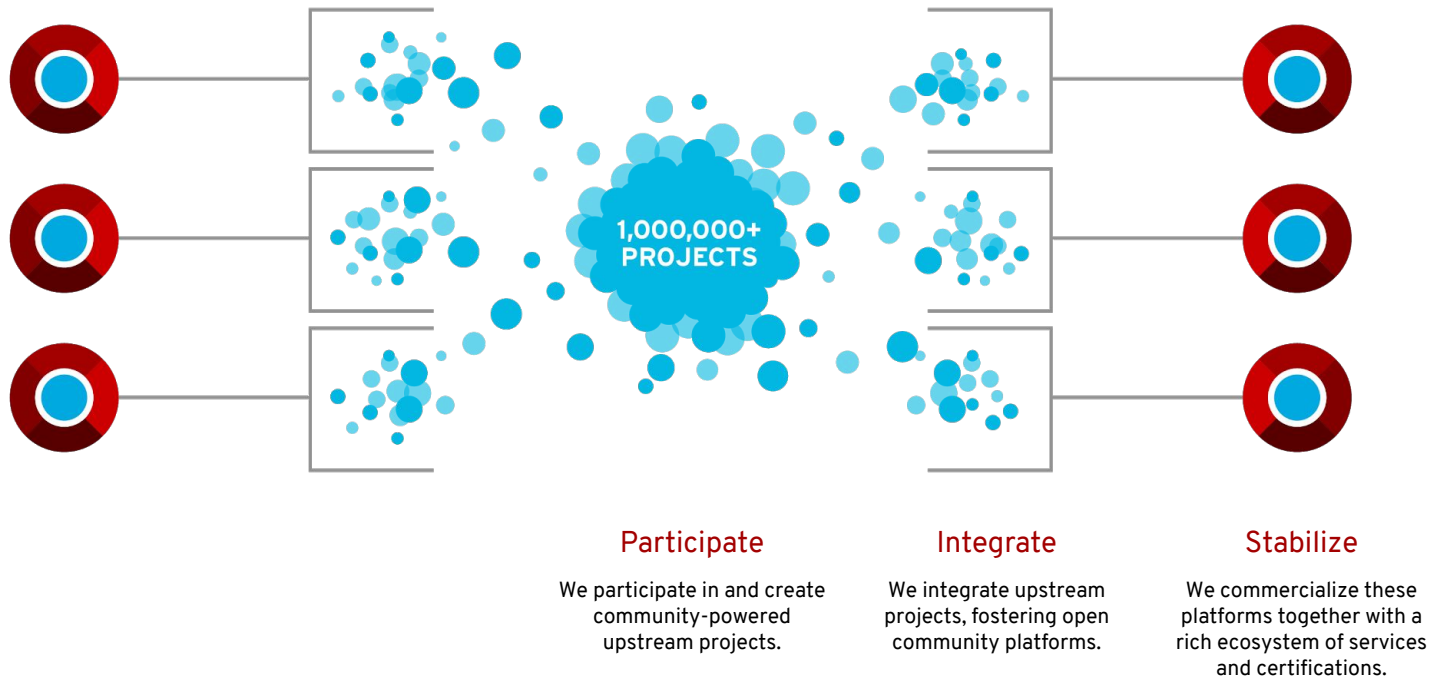 1,000,000+
PROJECTS
Participate
We participate in and create
community-powered
upstream projects.
Integrate
We integrate upstream
projects, fostering open
community platforms.
Stabilize
We commercialize these
platforms together with a
rich ecosystem of services
and certifications.